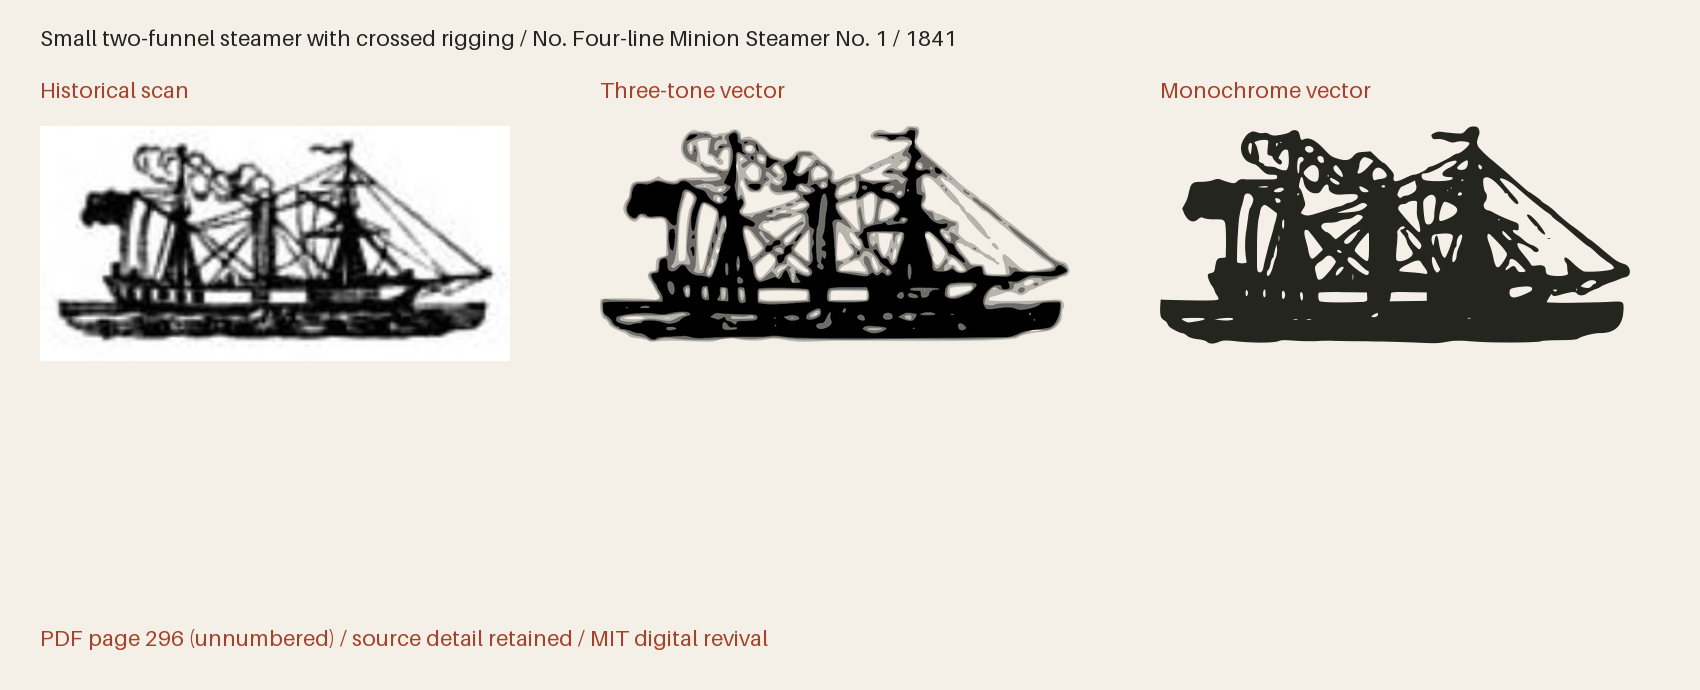 Small two-funnel steamer with crossed rigging / No. Four-line Minion Steamer No. 1 / 1841
Historical scan
Three-tone vector
Monochrome vector
PDF page 296 (unnumbered) / source detail retained / MIT digital revival